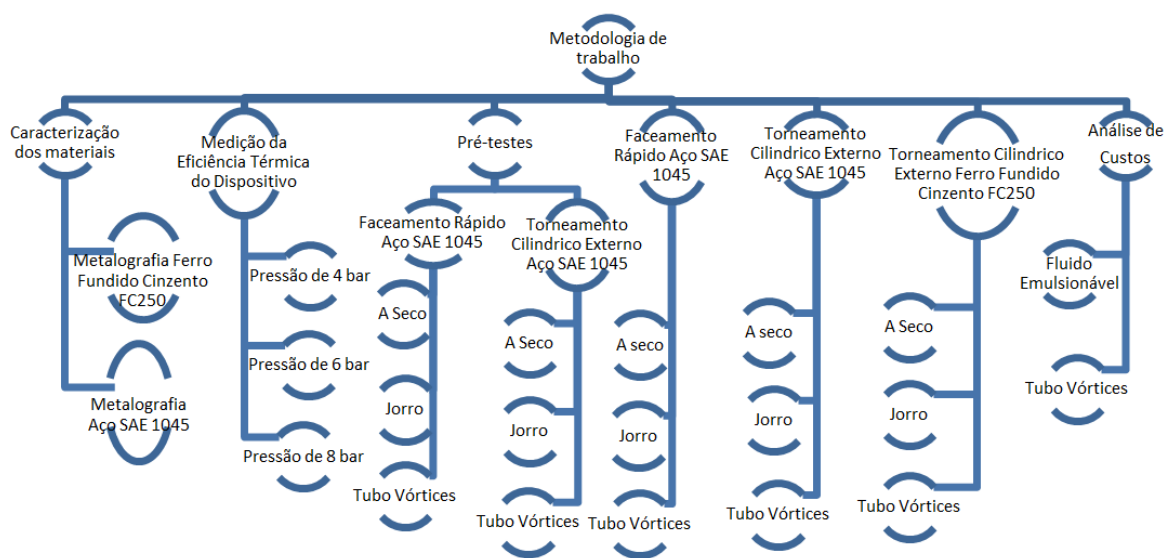 Metodologia de
trabalho
Caracterização
dos materiais
Metalografia Ferro
Fundido Cinzento
FC250
Metalografia
Aço SAE 1045
Medição da
Eficiência Térmica
do Dispositivo
Pressão de 4 bar
Pressão de 6 bar
Pressão de 8 bar
Pré-testes
Faceamento Rápido
Aço SAE 1045
A Seco
Jorro
Tubo Vórtices
Torneamento
Cilindrico Externo
Aço SAE 1045
A Seco
Jorro
Tubo Vórtices
Faceamento
Rápido Aço SAE
1045
A seco
Jorro
Tubo Vórtices
Torneamento
Cilindrico Externo
Aço SAE 1045
A seco
Jorro
Tubo Vórtices
Torneamento Cilindrico
Externo Ferro Fundido
Cinzento FC250
A Seco
Jorro
Tubo Vórtices
Análise de
Custos
Fluido
Emulsionável
Tubo Vórtices